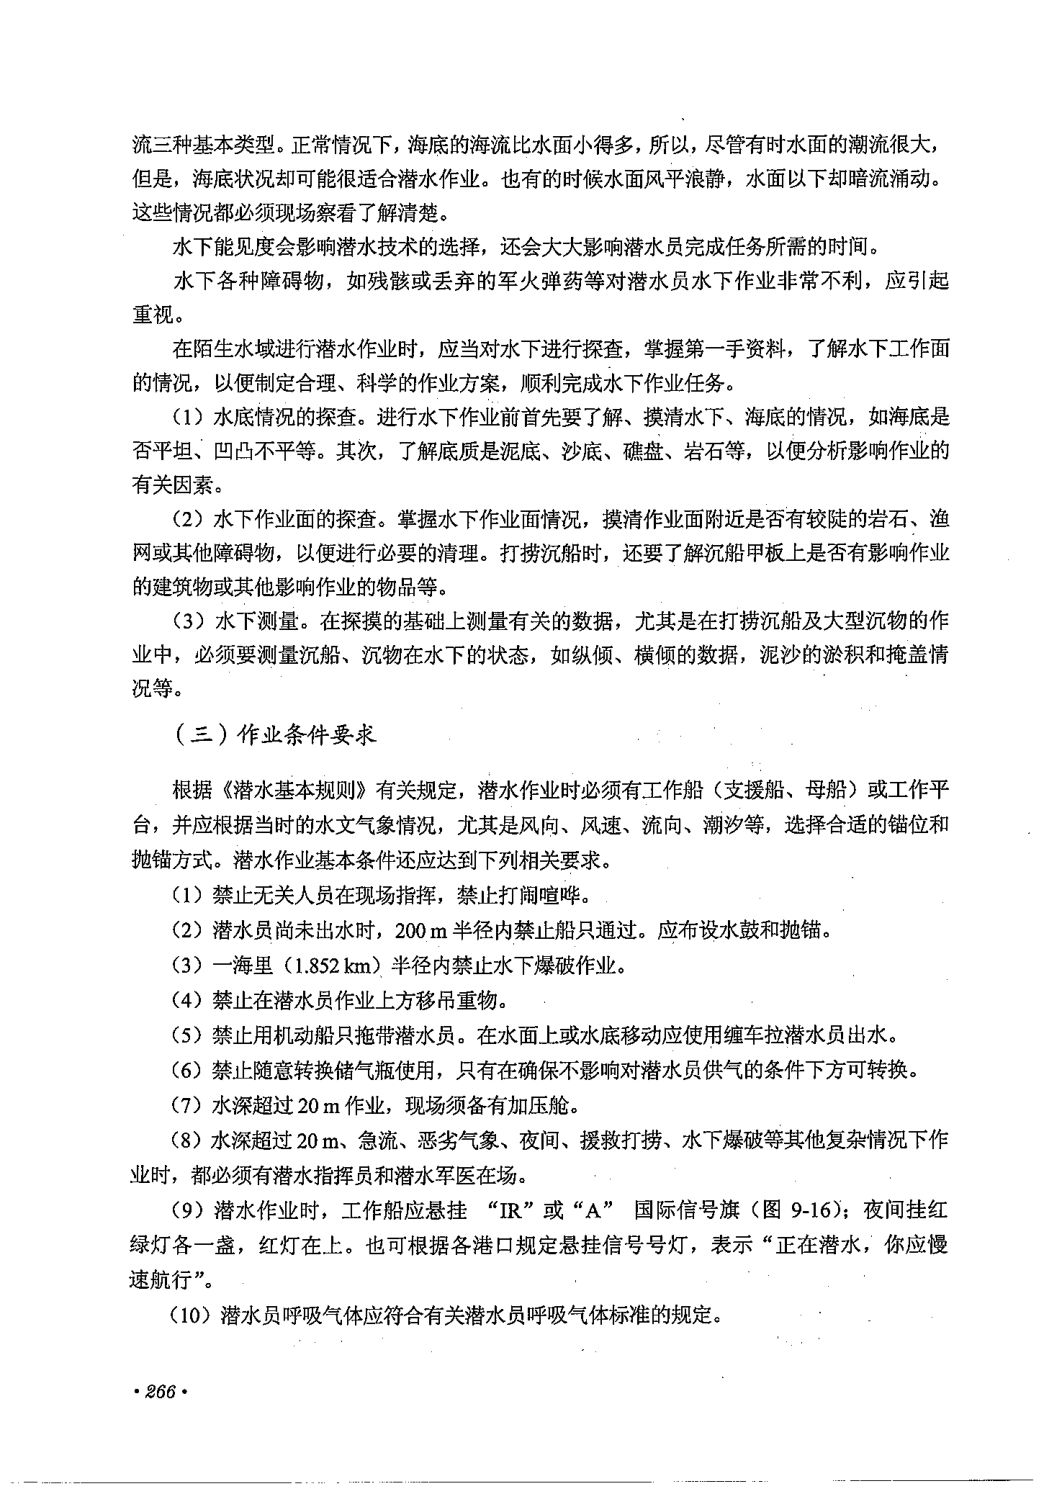 流三种基本类型。正常情况下，海底的海流比水面小得多，所以，尽管有时水面的潮流很大，
但是，海底状况却可能很适合潜水作业。也有的时候水面风平浪静，水面以下却暗流涌动。
这些情况都必须现场察看了解清楚。
水下能见度会影响潜水技术的选择，还会大大影响潜水员完成任务所需的时间。
水下各种障碍物，如残骸或丢弃的军火弹药等对潜水员水下作业非常不利，应引起
重视。
在陌生水域进行潜水作业时，应当对水下进行探查，掌握第一手资料，了解水下工作面
的情况，以便制定合理、科学的作业方案，顺利完成水下作业任务。
（1）水底情况的探查。进行水下作业前首先要了解、摸清水下、海底的情况，如海底是
否平坦、凹凸不平等。其次，了解底质是泥底、沙底、礁盘、岩石等，以便分析影响作业的
有关因素。
（2）水下作业面的探查。掌握水下作业面情况，摸清作业面附近是否有较陡的岩石、渔
网或其他障碍物，以便进行必要的清理。打捞沉船时，还要了解沉船甲板上是否有影响作业
的建筑物或其他影响作业的物品等。
（3）水下测量。在探摸的基础上测量有关的数据，尤其是在打捞沉船及大型沉物的作
业中，必须要测量沉船、沉物在水下的状态，如纵倾、横倾的数据，泥沙的淤积和掩盖情
况等。
（三）作业条件要求
根据《潜水基本规则》有关规定，潜水作业时必须有工作船（支援船、母船）或工作平
台，并应根据当时的水文气象情况，尤其是风向、风速、流向、潮汐等，选择合适的锚位和
抛锚方式。潜水作业基本条件还应达到下列相关要求。
（1）禁止无关人员在现场指挥，禁止打闹喧哗。
（2）潜水员尚未出水时，200 m 半径内禁止船只通过。应布设水鼓和抛锚。
（3）一海里（1.852 km）半径内禁止水下爆破作业。
（4）禁止在潜水员作业上方移吊重物。
（5）禁止用机动船只拖带潜水员。在水面上或水底移动应使用缠车拉潜水员出水。
（6）禁止随意转换储气瓶使用，只有在确保不影响对潜水员供气的条件下方可转换。
（7）水深超过 20 m 作业，现场须备有加压舱。
（8）水深超过 20 m、急流、恶劣气象、夜间、援救打捞、水下爆破等其他复杂情况下作
业时，都必须有潜水指挥员和潜水军医在场。
（9）潜水作业时，工作船应悬挂 “IR”或“A” 国际信号旗（图 9-16）；夜间挂红
绿灯各一盏，红灯在上。也可根据各港口规定悬挂信号号灯，表示“正在潜水，你应慢
速航行”。
（10）潜水员呼吸气体应符合有关潜水员呼吸气体标准的规定。
·266·